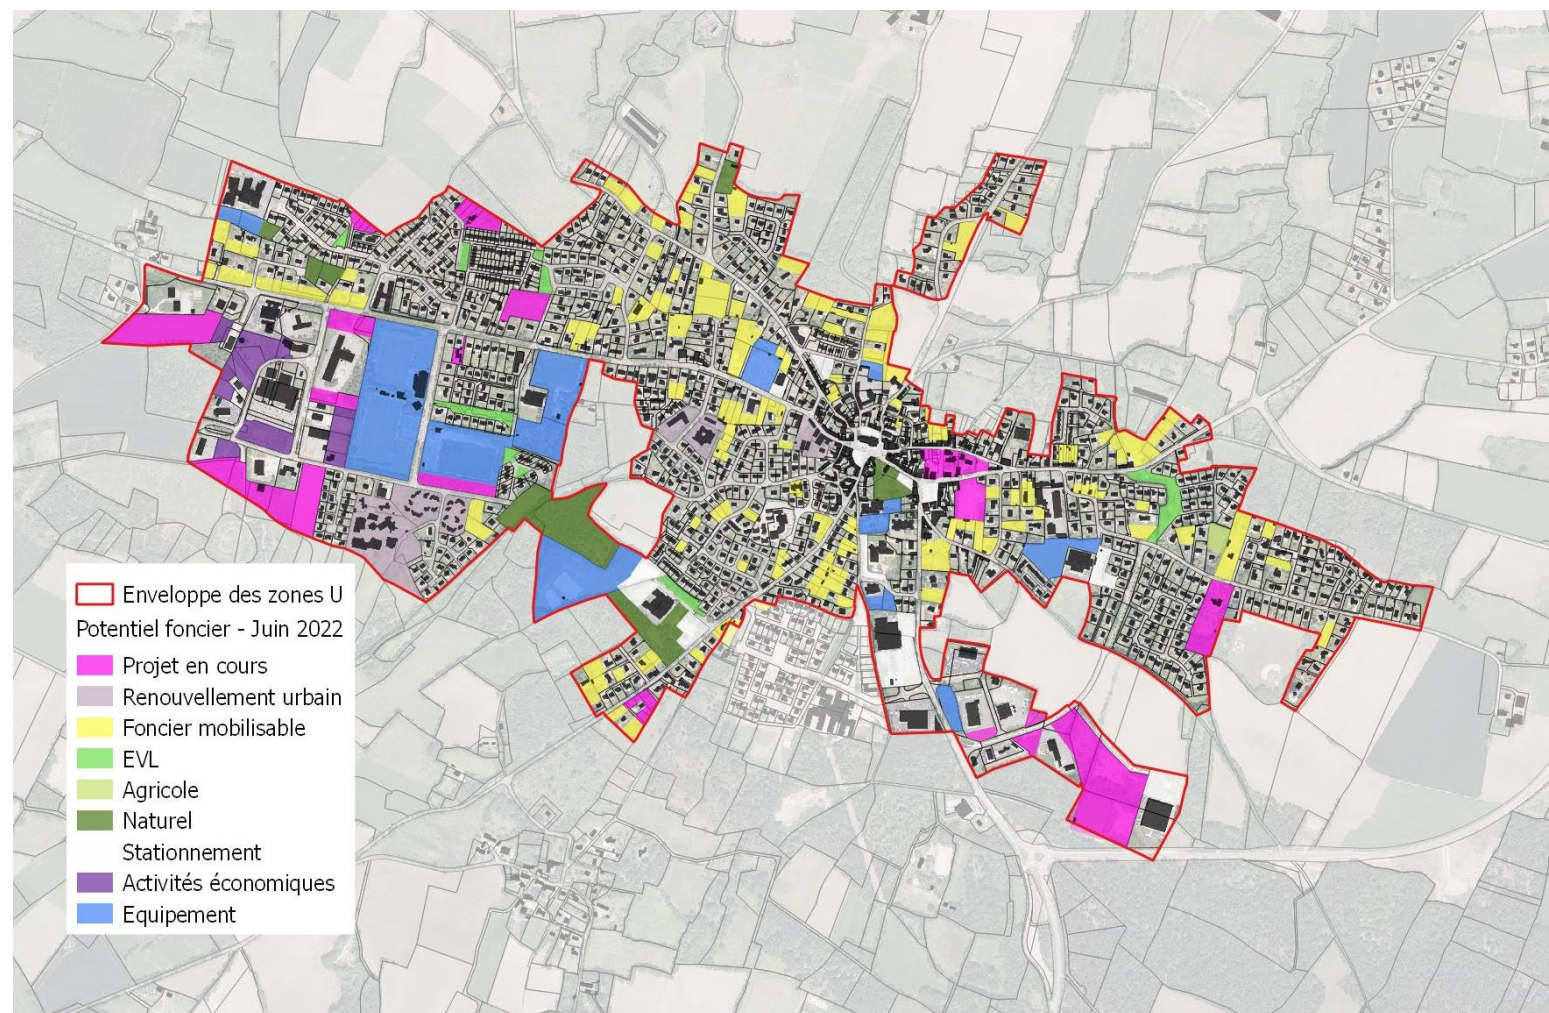 Enveloppe des zones U
Potentiel foncier - Juin 2022
Projet en cours
Renouvellement urbain
Foncier mobilisable
EVL
Agricole
Naturel
Stationnement
Activités économiques
Equipement